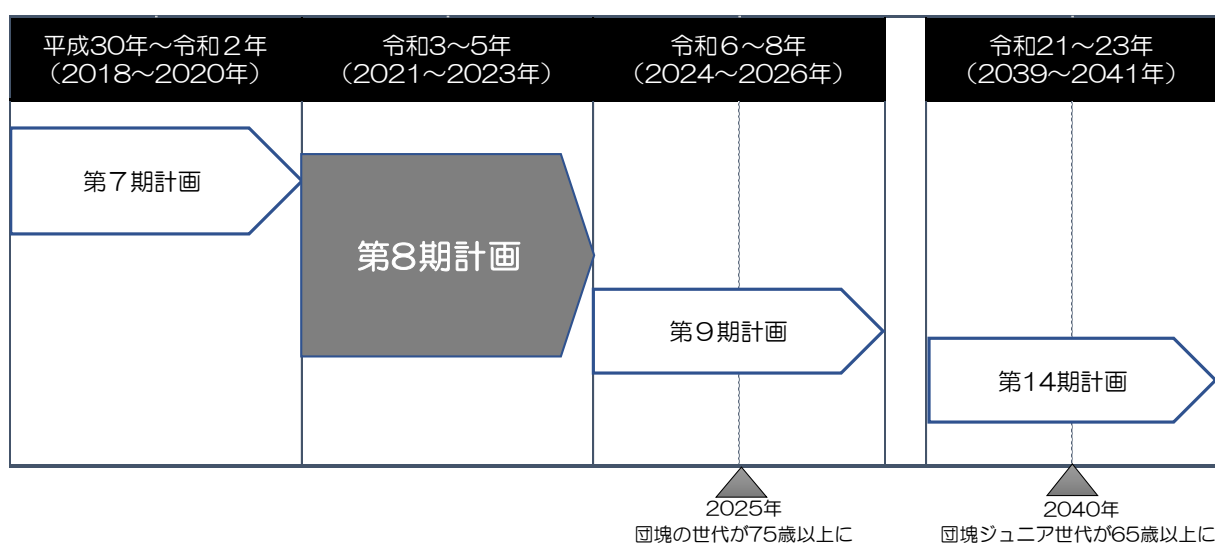 平成30年～令和２年
（2018～2020年）
令和3～5年
（2021～2023年）
令和６～８年
（2024～2026年）
令和21～23年
（2039～2041年）
第７期計画
第8期計画
第９期計画
第14期計画
2025年
団塊の世代が75歳以上に
2040年
団塊ジュニア世代が65歳以上に